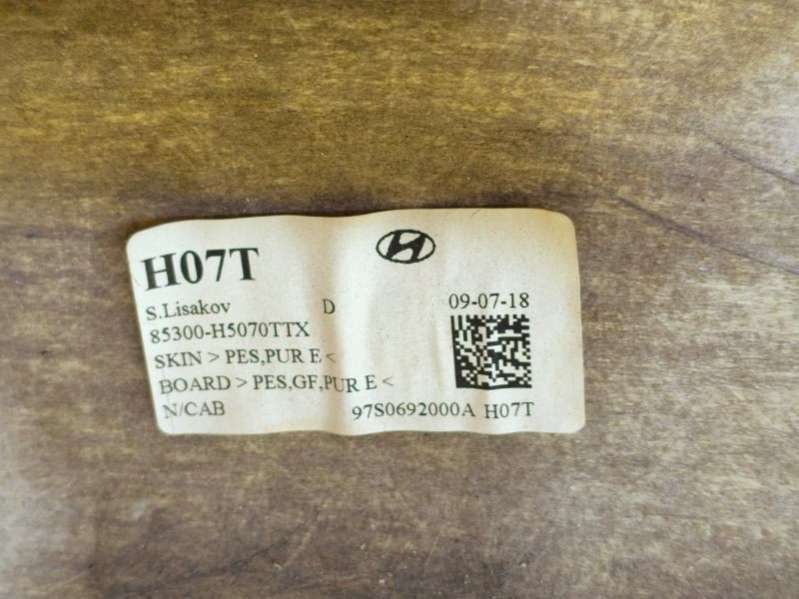 H07T
S.Lisakov D 09-07-18
85300-H5070TTX
SKIN > PES,PUR E <
BOARD > PES,GF,PUR E <
N/CAB 97S0692000A H07T